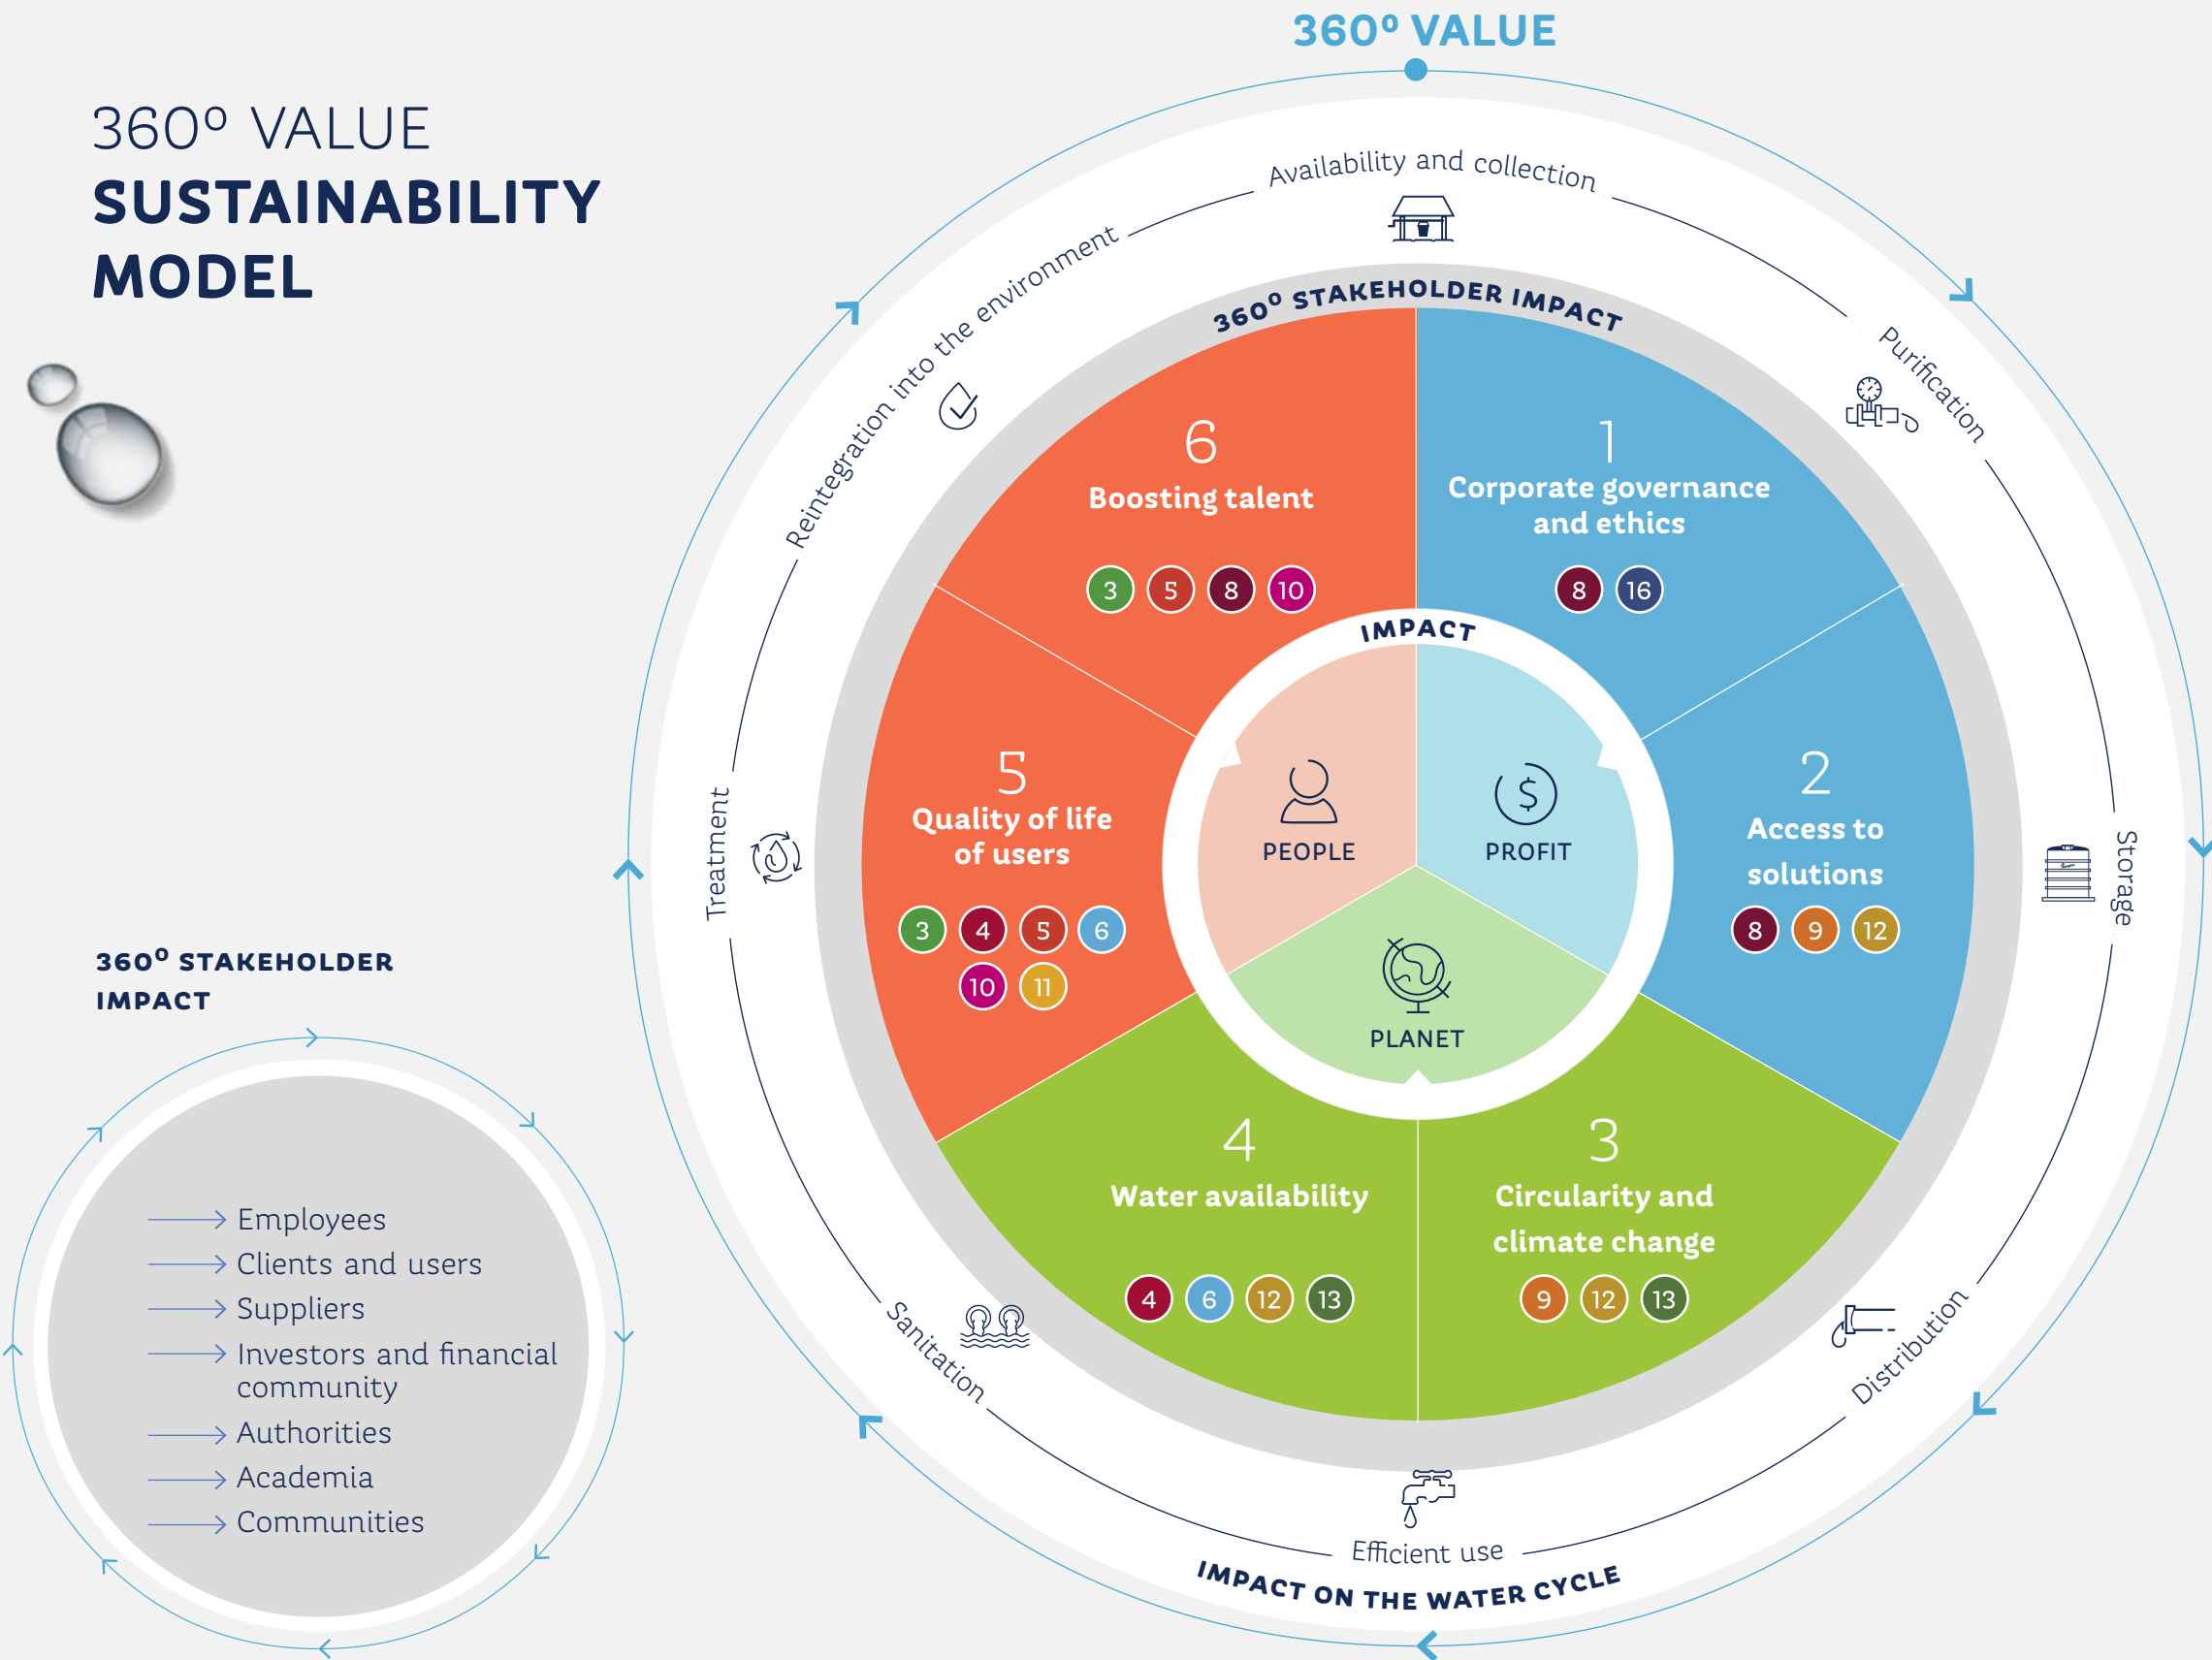 360º VALUE
SUSTAINABILITY
MODEL
360º VALUE
Availability and collection
Purification
Storage
Distribution
Efficient use
Sanitation
Treatment
Reintegration into the environment
IMPACT ON THE WATER CYCLE
360º STAKEHOLDER IMPACT
1
Corporate governance
and ethics
8 16
2
Access to
solutions
8 9 12
3
Circularity and
climate change
9 12 13
4
Water availability
4 6 12 13
5
Quality of life
of users
3 4 5 6
10 11
6
Boosting talent
3 5 8 10
IMPACT
PEOPLE
PROFIT
PLANET
360º STAKEHOLDER
IMPACT
Employees
Clients and users
Suppliers
Investors and financial
community
Authorities
Academia
Communities